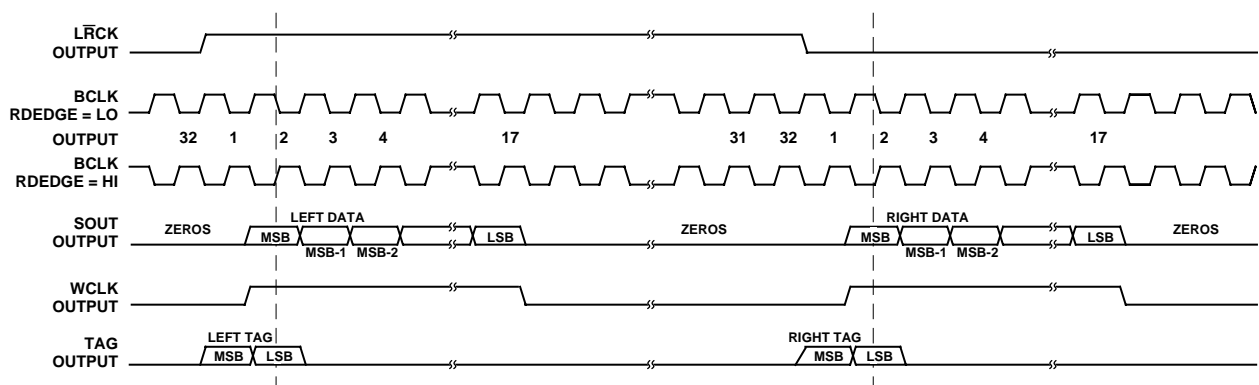 LR̅CK
OUTPUT
BCLK
RDEDGE = LO
OUTPUT
32 1 2 3 4 17 31 32 1 2 3 4 17
BCLK
RDEDGE = HI
SOUT
OUTPUT
ZEROS
LEFT DATA
MSB
MSB-1 MSB-2
LSB
ZEROS
RIGHT DATA
MSB
MSB-1 MSB-2
LSB
ZEROS
WCLK
OUTPUT
TAG
OUTPUT
LEFT TAG
MSB LSB
RIGHT TAG
MSB LSB